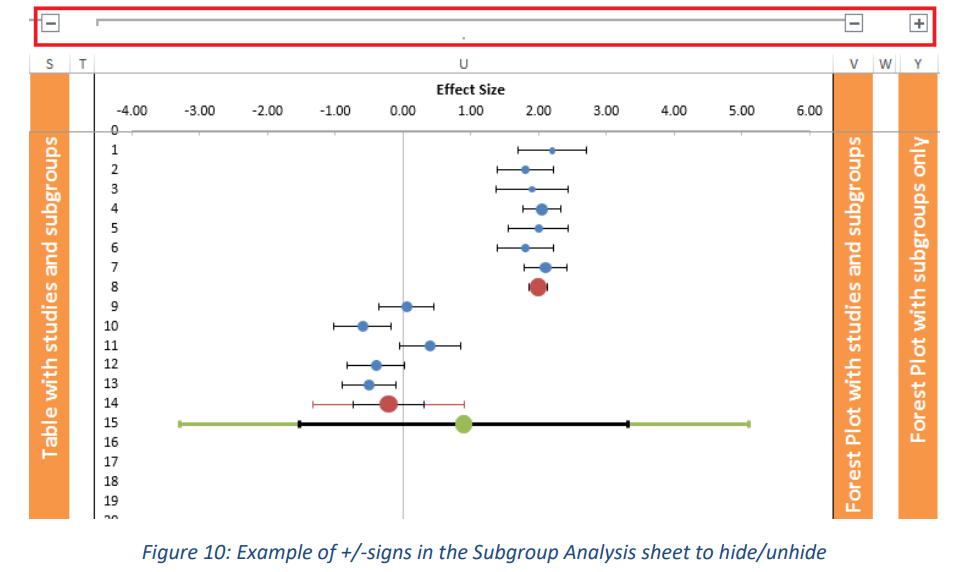 − − +
S T U V W Y
Effect Size
-4.00 -3.00 -2.00 -1.00 0.00 1.00 2.00 3.00 4.00 5.00 6.00
0
1
2
3
4
5
6
7
8
9
10
11
12
13
14
15
16
17
18
19
20
Table with studies and subgroups
Forest Plot with studies and subgroups
Forest Plot with subgroups only
Figure 10: Example of +/-signs in the Subgroup Analysis sheet to hide/unhide